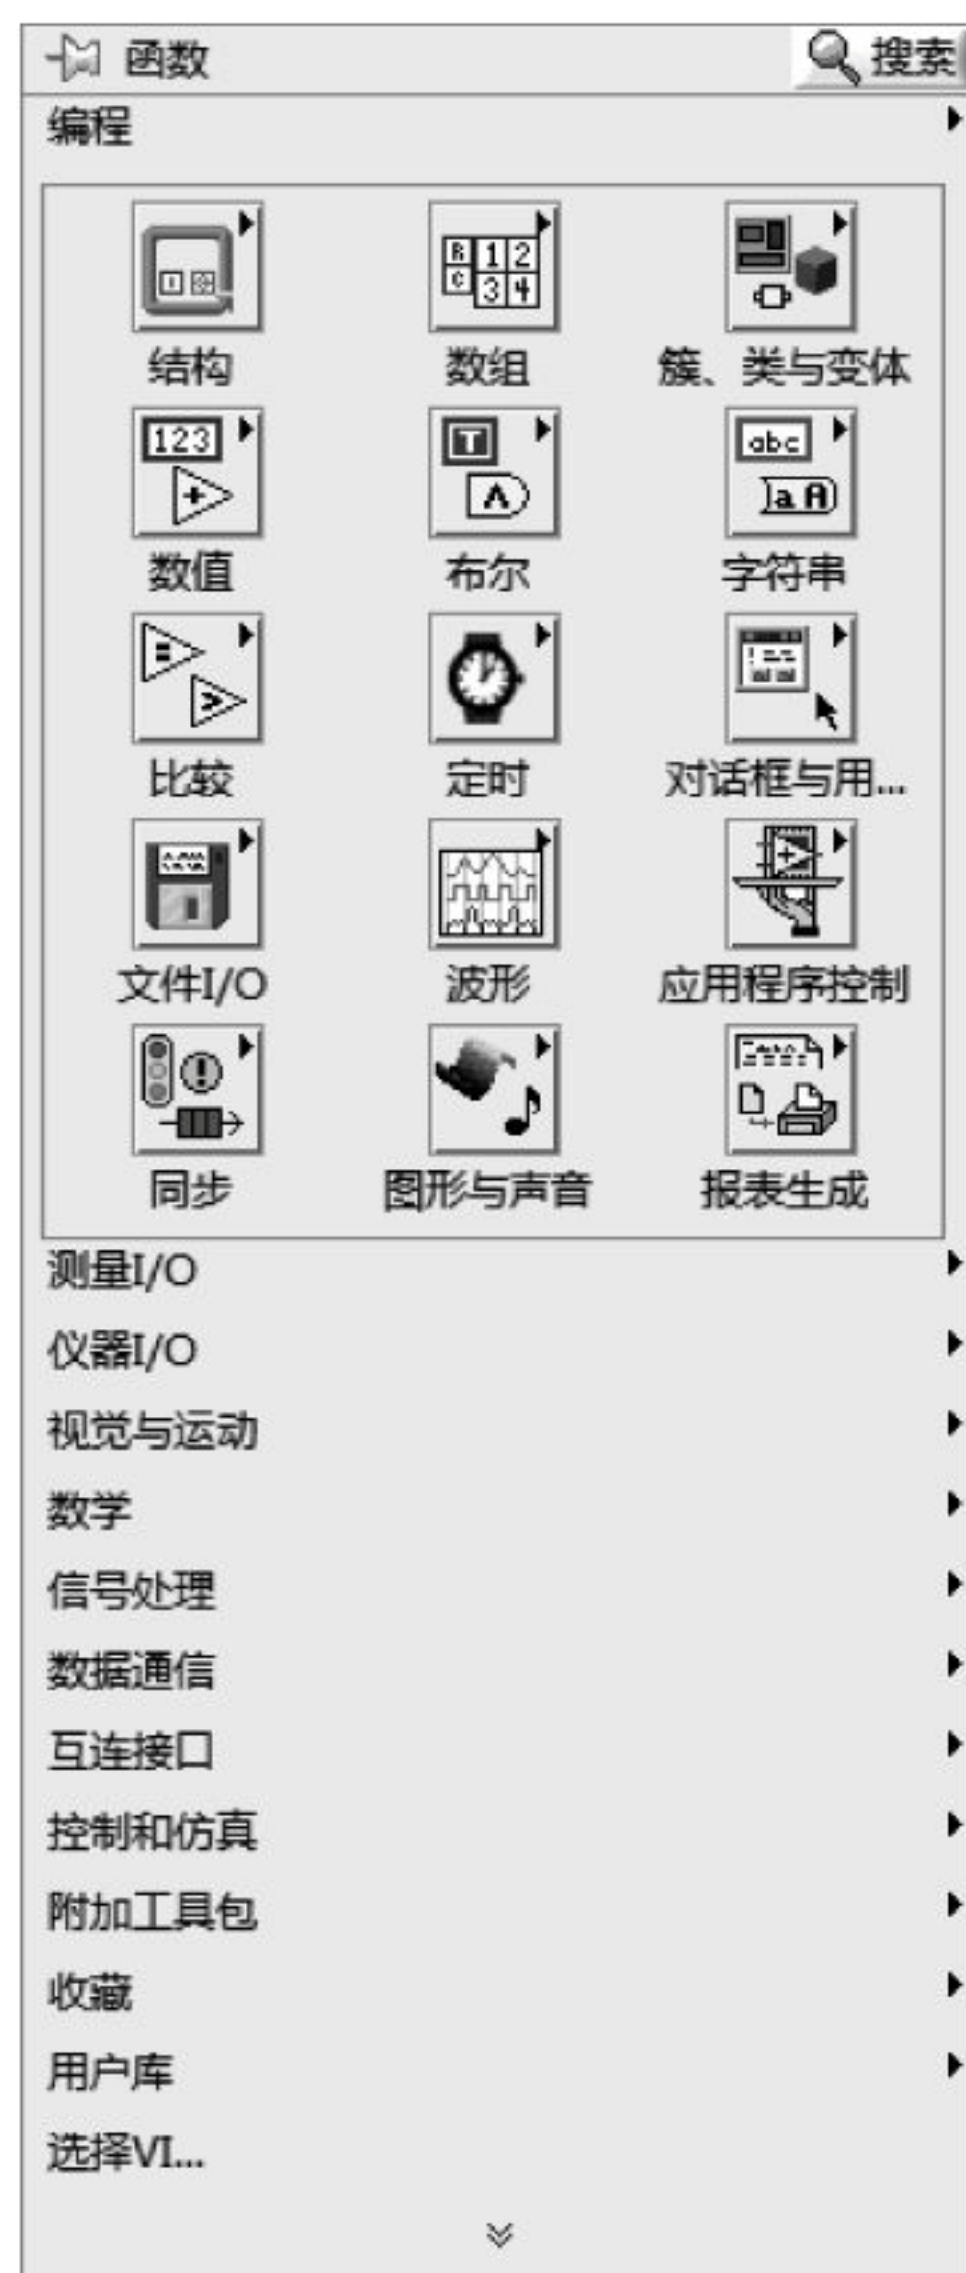 函数 搜索
编程
R 1 2
C 3 4
结构 数组 簇、类与变体
123 T abc
a A
数值 布尔 字符串
比较 定时 对话框与用...
文件I/O 波形 应用程序控制
同步 图形与声音 报表生成
测量I/O
仪器I/O
视觉与运动
数学
信号处理
数据通信
互连接口
控制和仿真
附加工具包
收藏
用户库
选择VI...